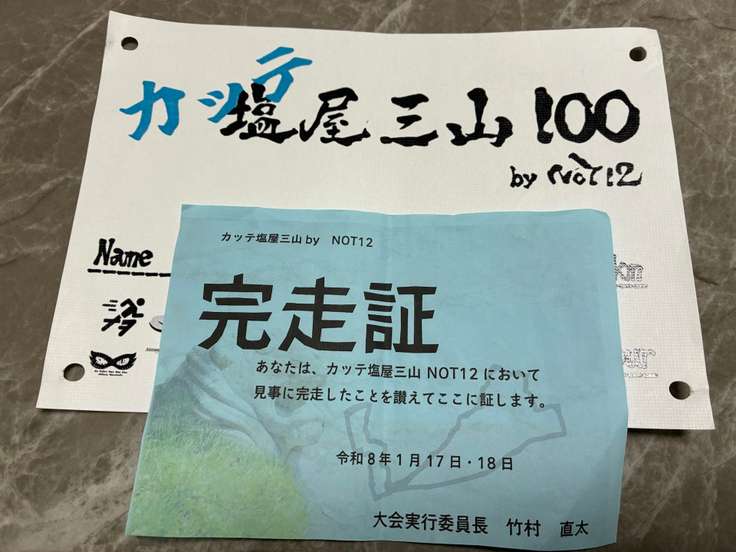 カッテ塩屋三山100
by NOT12
Name
カッテ塩屋三山 by NOT12
完走証
あなたは、カッテ塩屋三山 NOT12 において
見事に完走したことを讃えてここに証します。
令和8年1月17日・18日
大会実行委員長 竹村 直太